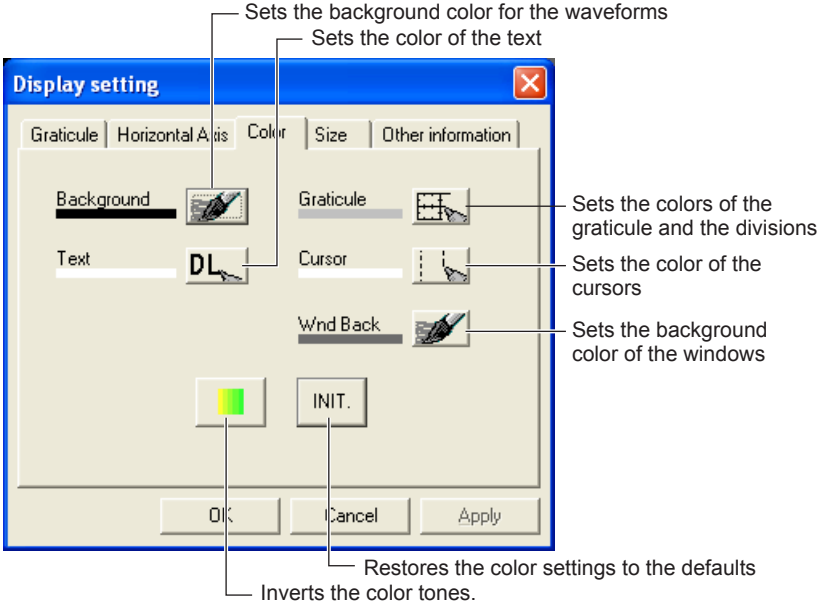 Sets the background color for the waveforms
Sets the color of the text
Display setting
Graticule Horizontal Axis Color Size Other information
Background Graticule
Sets the colors of the
graticule and the divisions
Text DL Cursor
Sets the color of the
cursors
Wnd Back
Sets the background
color of the windows
INIT.
OK Cancel Apply
Restores the color settings to the defaults
Inverts the color tones.